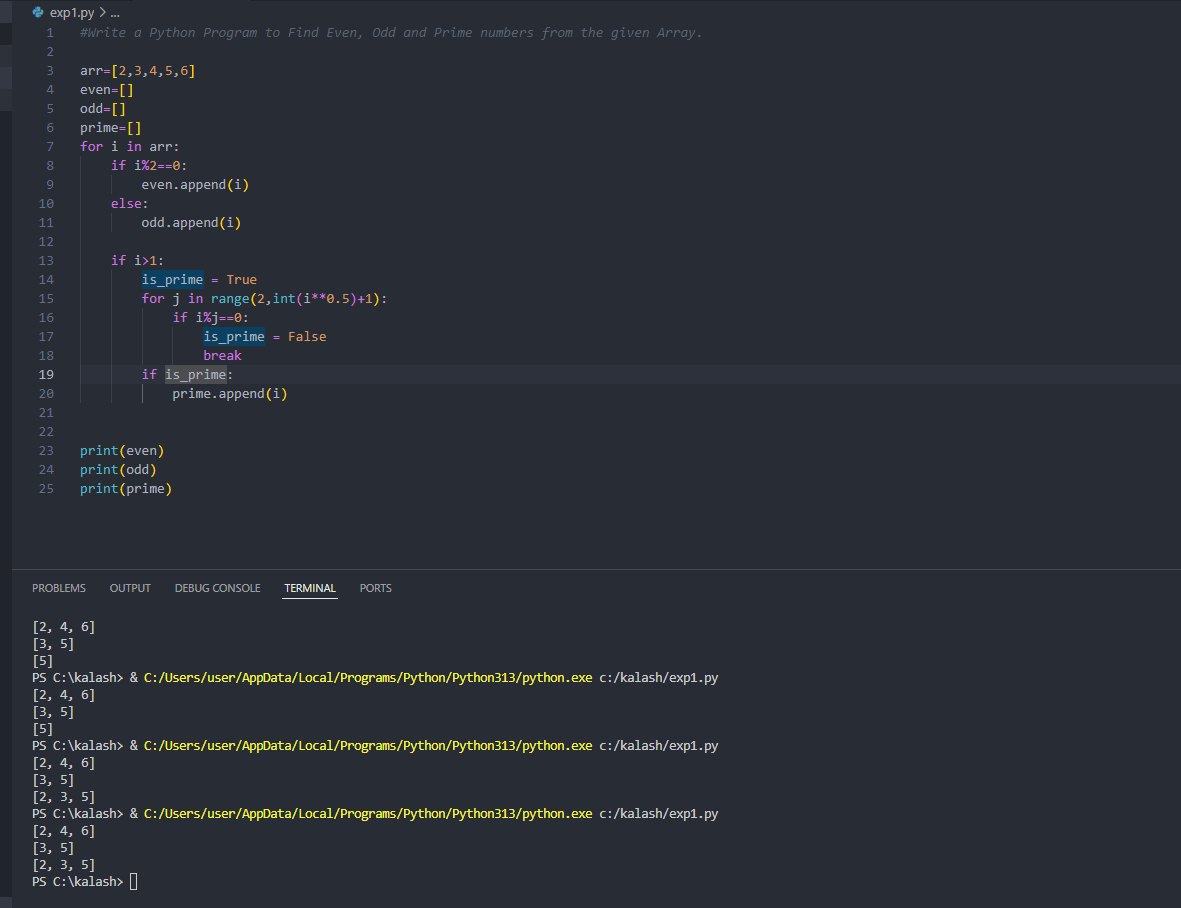 exp1.py > ...
1 #Write a Python Program to Find Even, Odd and Prime numbers from the given Array.
2
3 arr=[2,3,4,5,6]
4 even=[]
5 odd=[]
6 prime=[]
7 for i in arr:
8     if i%2==0:
9         even.append(i)
10     else:
11         odd.append(i)
12
13     if i>1:
14         is_prime = True
15         for j in range(2,int(i**0.5)+1):
16             if i%j==0:
17                 is_prime = False
18                 break
19         if is_prime:
20             prime.append(i)
21
22
23 print(even)
24 print(odd)
25 print(prime)
PROBLEMS OUTPUT DEBUG CONSOLE TERMINAL PORTS
[2, 4, 6]
[3, 5]
[5]
PS C:\kalash> & C:/Users/user/AppData/Local/Programs/Python/Python313/python.exe c:/kalash/exp1.py
[2, 4, 6]
[3, 5]
[5]
PS C:\kalash> & C:/Users/user/AppData/Local/Programs/Python/Python313/python.exe c:/kalash/exp1.py
[2, 4, 6]
[3, 5]
[2, 3, 5]
PS C:\kalash> & C:/Users/user/AppData/Local/Programs/Python/Python313/python.exe c:/kalash/exp1.py
[2, 4, 6]
[3, 5]
[2, 3, 5]
PS C:\kalash>